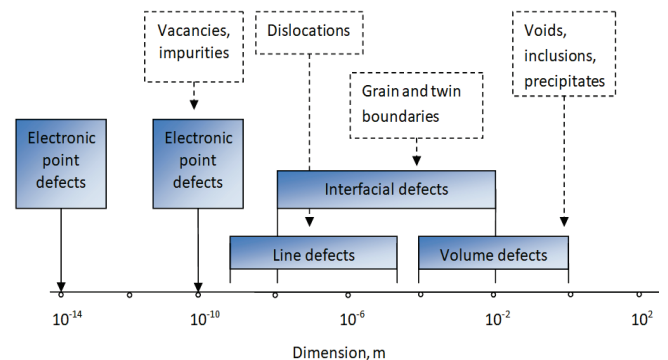 Vacancies,
impurities
Dislocations
Voids,
inclusions,
precipitates
Grain and twin
boundaries
Electronic
point
defects
Electronic
point
defects
Interfacial defects
Line defects
Volume defects
10⁻¹⁴
10⁻¹⁰
10⁻⁶
10⁻²
10²
Dimension, m